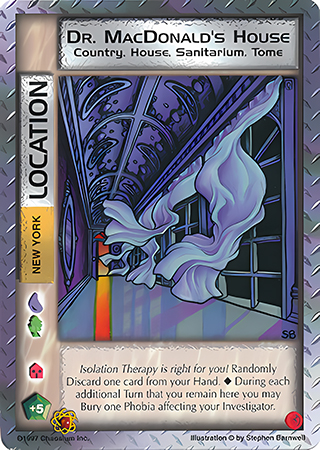 DR. MACDONALD'S HOUSE
Country, House, Sanitarium, Tome
LOCATION
NEW YORK
SB
Isolation Therapy is right for you! Randomly
Discard one card from your Hand. ◆ During each
additional Turn that you remain here you may
Bury one Phobia affecting your Investigator.
+5
©1997 Chaosium Inc.
Illustration © by Stephen Barnwell